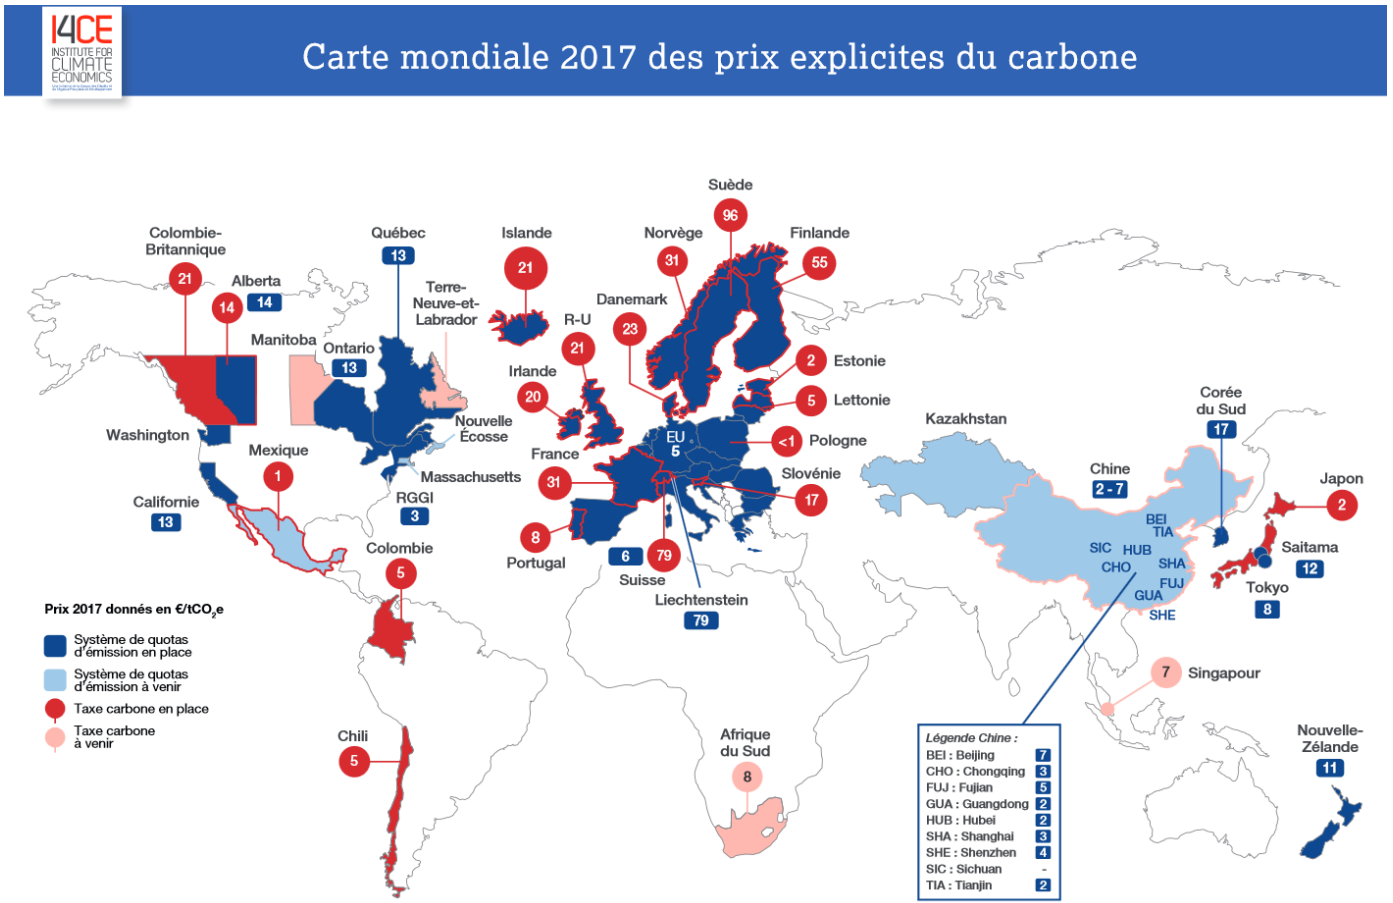 I4CE
INSTITUTE FOR
CLIMATE
ECONOMICS
Carte mondiale 2017 des prix explicites du carbone
Colombie-
Britannique
21
Alberta
14
14
Québec
13
Terre-
Neuve-et-
Labrador
Manitoba
Ontario
13
Washington
Nouvelle
Écosse
Massachusetts
RGGI
3
Californie
13
Mexique
1
Colombie
5
Chili
5
Islande
21
R-U
21
Irlande
20
France
31
Portugal
8
Danemark
23
Norvège
31
Suède
96
Finlande
55
2
Estonie
5
Lettonie
<1
Pologne
Slovénie
17
EU
5
6
79
Suisse
Liechtenstein
79
Afrique
du Sud
8
Kazakhstan
Chine
2 - 7
BEI
TIA
SIC
HUB
CHO
SHA
FUJ
GUA
SHE
Corée
du Sud
17
Japon
2
Saitama
12
Tokyo
8
7
Singapour
Nouvelle-
Zélande
11
Prix 2017 donnés en €/tCO2e
Système de quotas
d'émission en place
Système de quotas
d'émission à venir
Taxe carbone en place
Taxe carbone
à venir
Légende Chine :
BEI : Beijing 7
CHO : Chongqing 3
FUJ : Fujian 5
GUA : Guangdong 2
HUB : Hubei 2
SHA : Shanghai 3
SHE : Shenzhen 4
SIC : Sichuan -
TIA : Tianjin 2